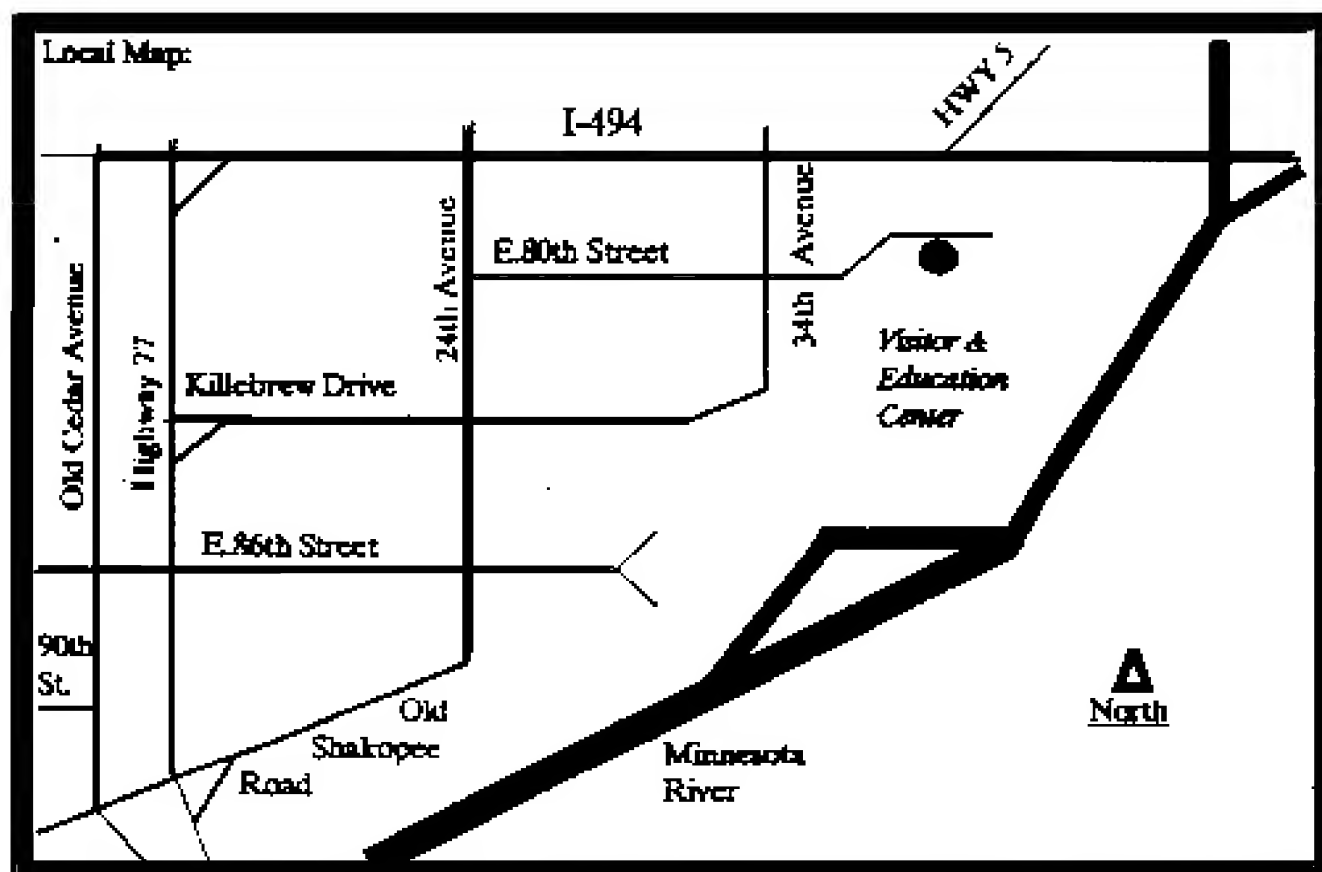 Local Map:
HWY 5
I-494
34th Avenue
24th Avenue
E.80th Street
Old Cedar Avenue
Highway 77
Visitor &
Education
Center
Killebrew Drive
E.86th Street
90th
St.
Old
Shakopee
Road
North
Minnesota
River